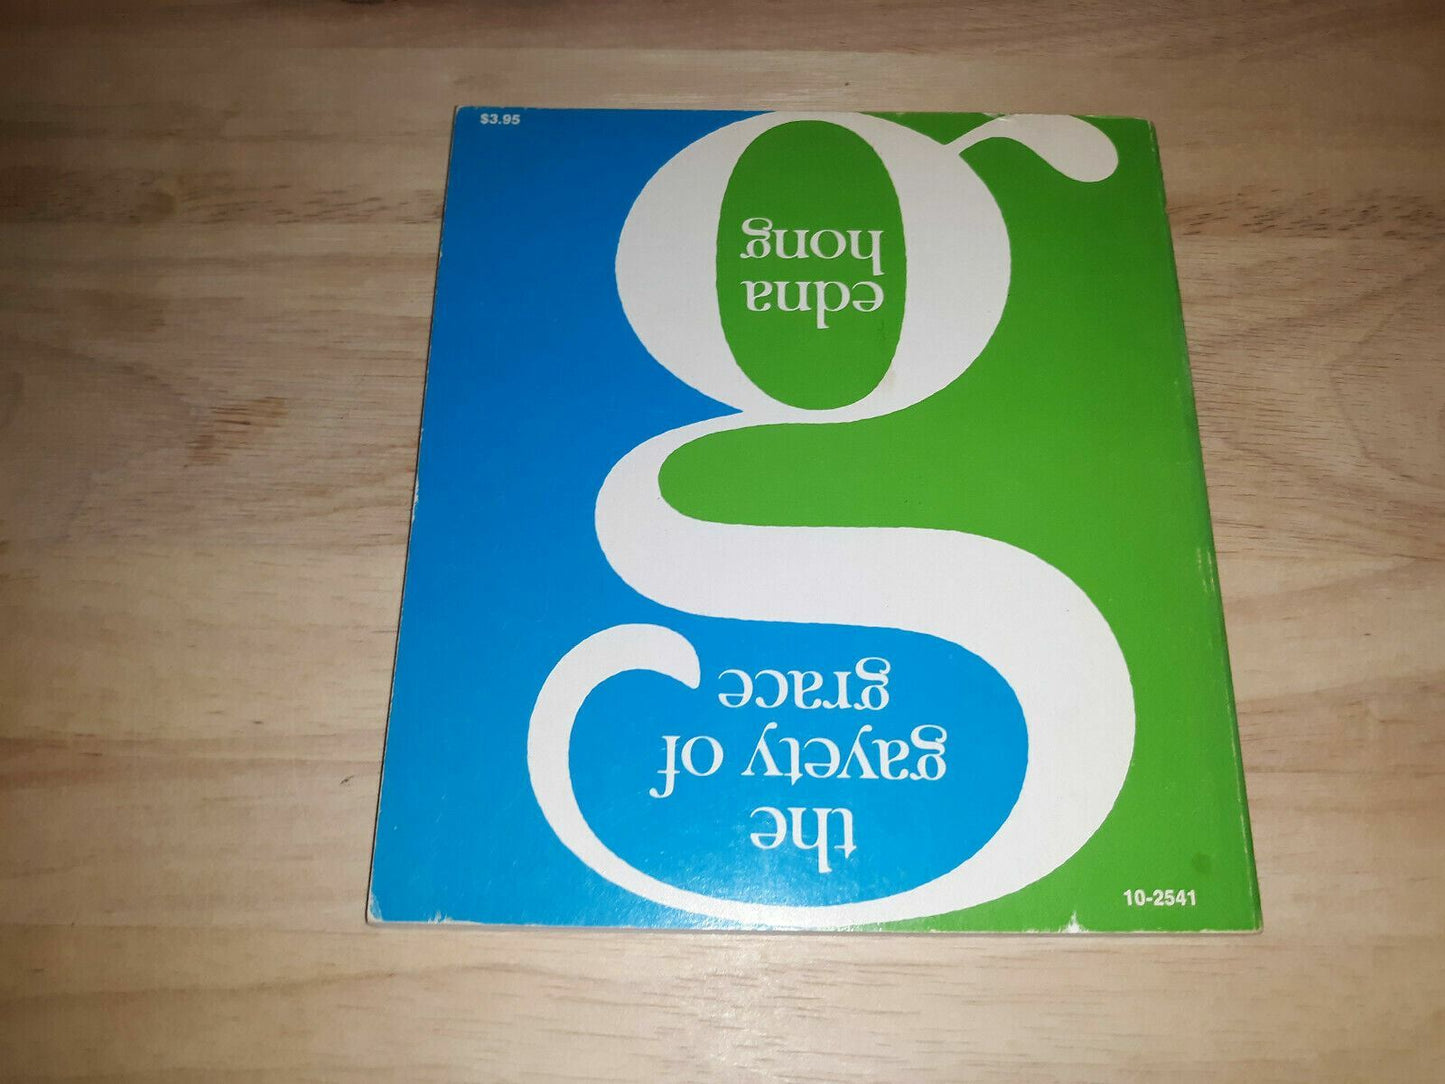 $3.95
the
gayety of
grace
edna
hong
10-2541